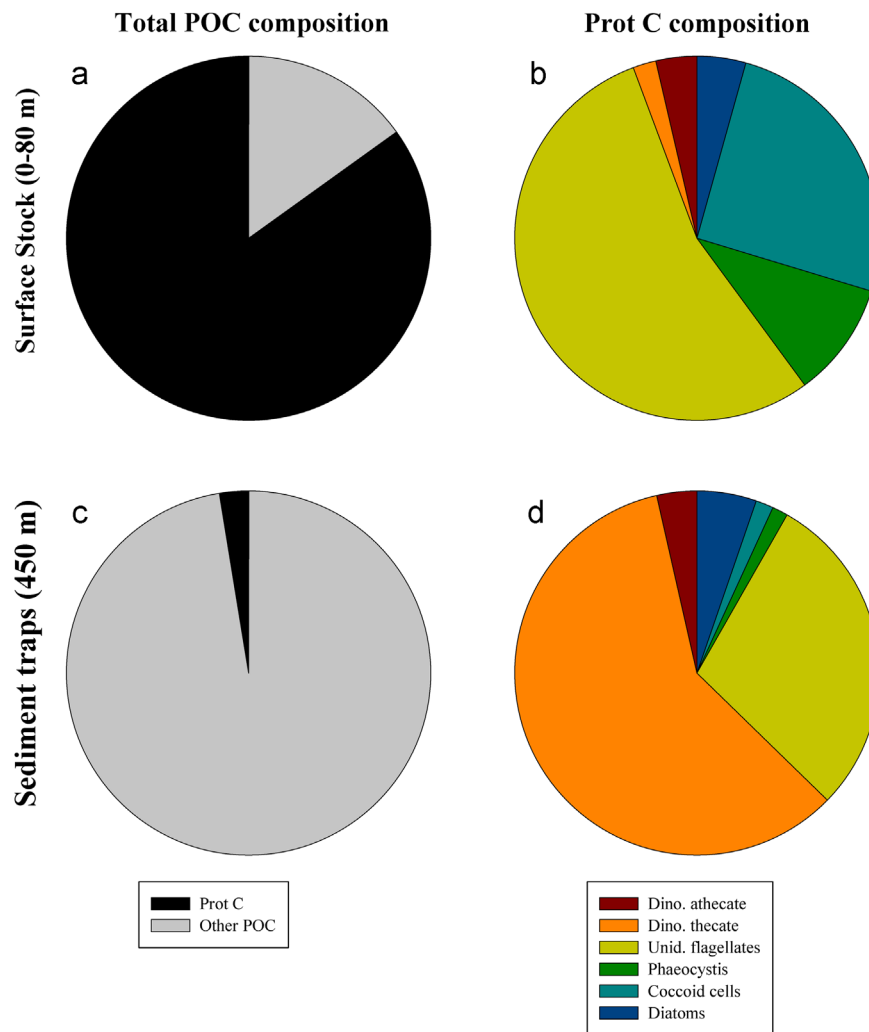 Total POC composition
Prot C composition
Surface Stock (0-80 m)
a
b
Sediment traps (450 m)
c
d
Prot C
Other POC
Dino. athecate
Dino. thecate
Unid. flagellates
Phaeocystis
Coccoid cells
Diatoms